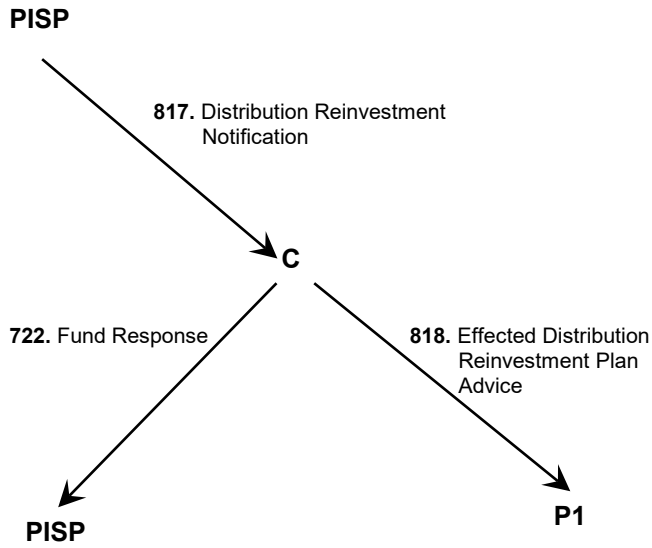 PISP
817. Distribution Reinvestment
Notification
C
722. Fund Response
818. Effected Distribution
Reinvestment Plan
Advice
PISP
P1